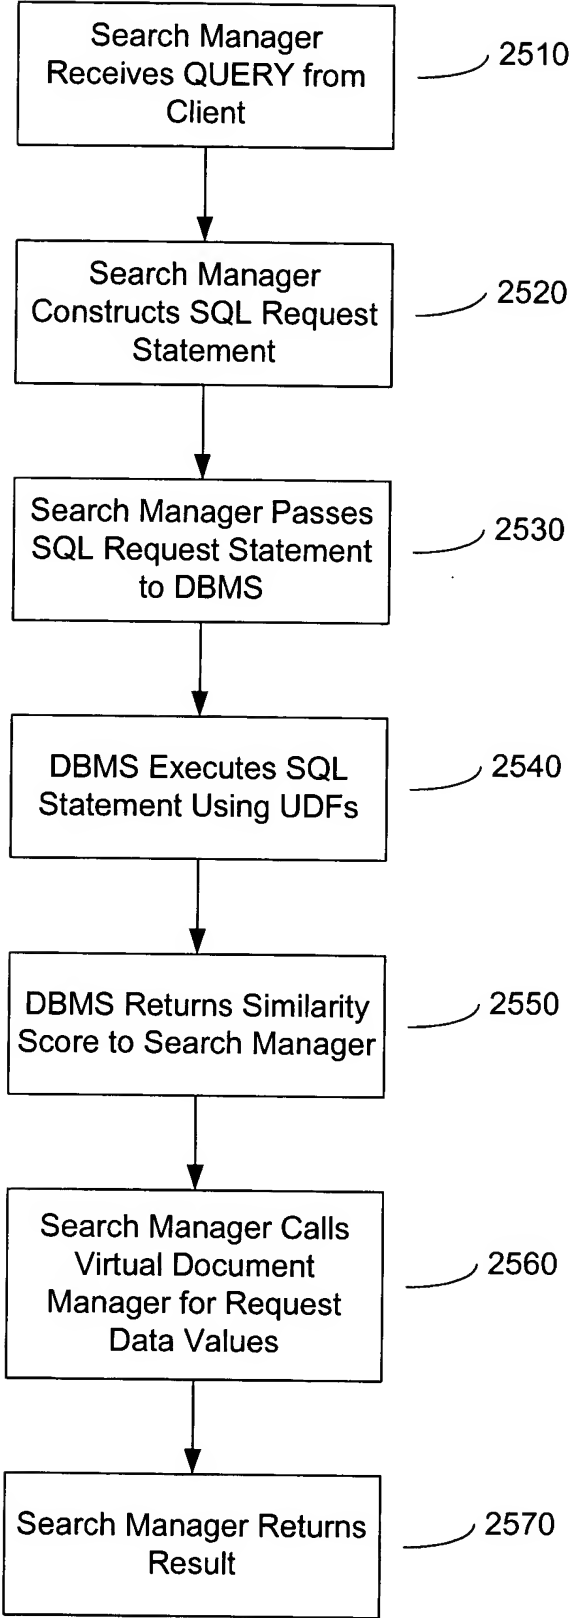 Search Manager
Receives QUERY from
Client
2510
Search Manager
Constructs SQL Request
Statement
2520
Search Manager Passes
SQL Request Statement
to DBMS
2530
DBMS Executes SQL
Statement Using UDFs
2540
DBMS Returns Similarity
Score to Search Manager
2550
Search Manager Calls
Virtual Document
Manager for Request
Data Values
2560
Search Manager Returns
Result
2570